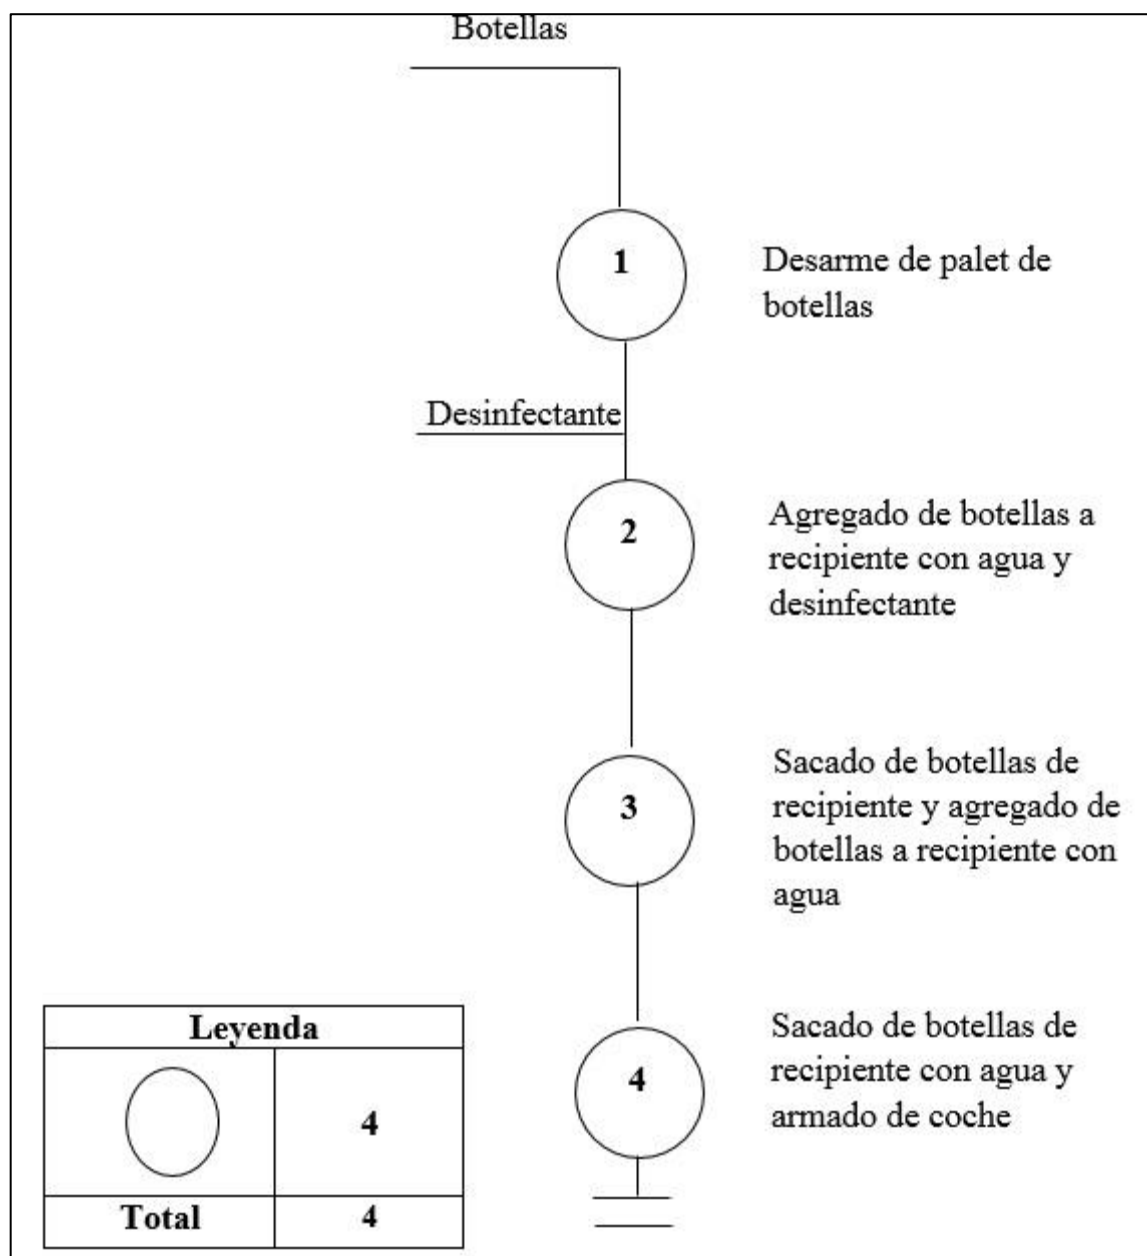 Botellas
1
Desarme de palet de
botellas
Desinfectante
2
Agregado de botellas a
recipiente con agua y
desinfectante
3
Sacado de botellas de
recipiente y agregado de
botellas a recipiente con
agua
4
Sacado de botellas de
recipiente con agua y
armado de coche
Leyenda
4
Total 4